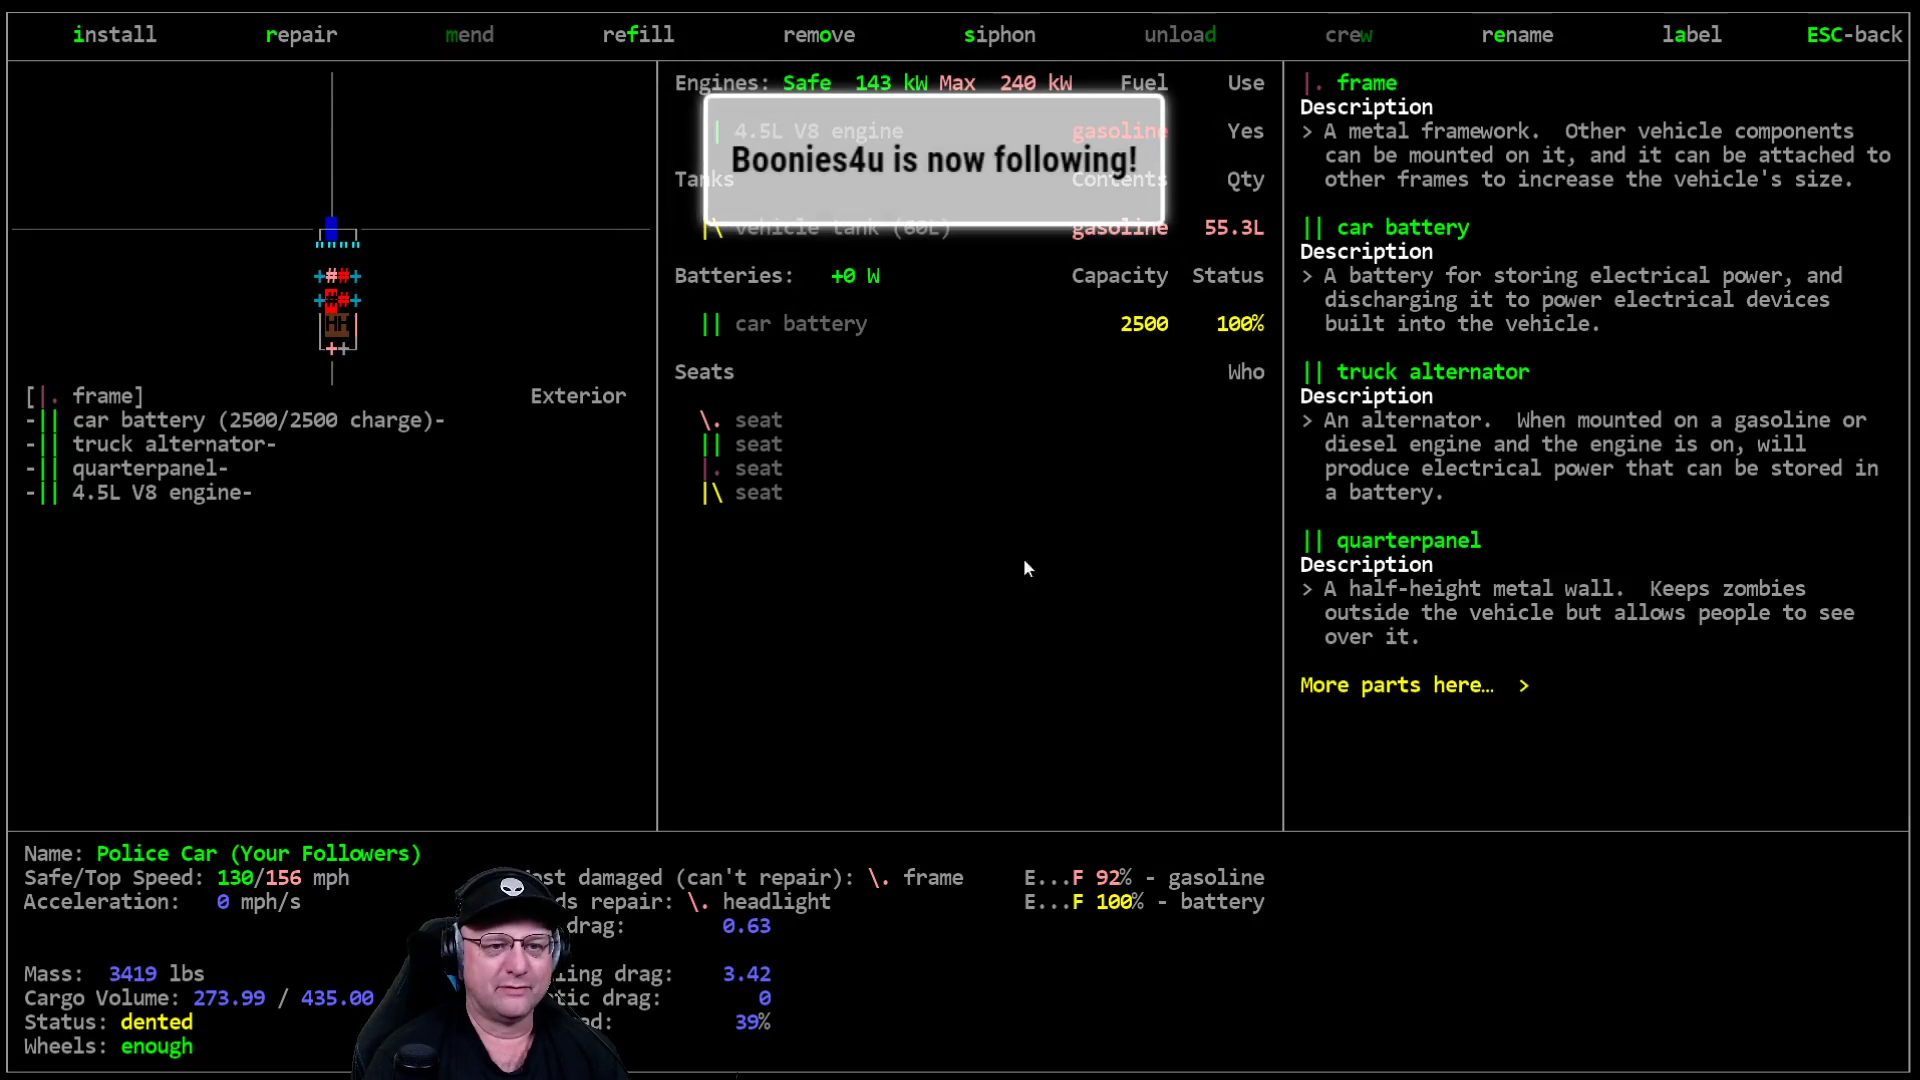 install repair mend refill remove siphon unload crew rename label ESC-back
Engines: Safe 143 kW Max 240 kW Fuel Use
|| 4.5L V8 engine gasoline Yes
Boonies4u is now following!
Tanks Contents Qty
|\ vehicle tank (60L) gasoline 55.3L
Batteries: +0 W Capacity Status
|| car battery 2500 100%
Seats Who
\. seat
|| seat
|. seat
|\ seat
[|. frame] Exterior
-|| car battery (2500/2500 charge)-
-|| truck alternator-
-|| quarterpanel-
-|| 4.5L V8 engine-
|. frame
Description
> A metal framework. Other vehicle components
can be mounted on it, and it can be attached to
other frames to increase the vehicle's size.
|| car battery
Description
> A battery for storing electrical power, and
discharging it to power electrical devices
built into the vehicle.
|| truck alternator
Description
> An alternator. When mounted on a gasoline or
diesel engine and the engine is on, will
produce electrical power that can be stored in
a battery.
|| quarterpanel
Description
> A half-height metal wall. Keeps zombies
outside the vehicle but allows people to see
over it.
More parts here… >
Name: Police Car (Your Followers)
Safe/Top Speed: 130/156 mph
Acceleration: 0 mph/s
Mass: 3419 lbs
Cargo Volume: 273.99 / 435.00
Status: dented
Wheels: enough
damaged (can't repair): \. frame
repair: \. headlight
drag: 0.63
drag: 3.42
drag: 0
39%
E...F 92% - gasoline
E...F 100% - battery